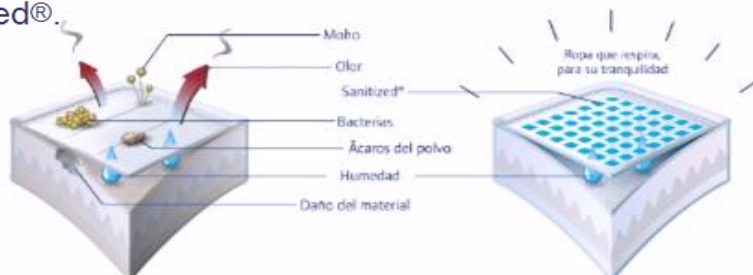 ed®.
Moho
Olor
Sanitized®
Bacterias
Ácaros del polvo
Humedad
Daño del material
Ropa que respira,
para su tranquilidad